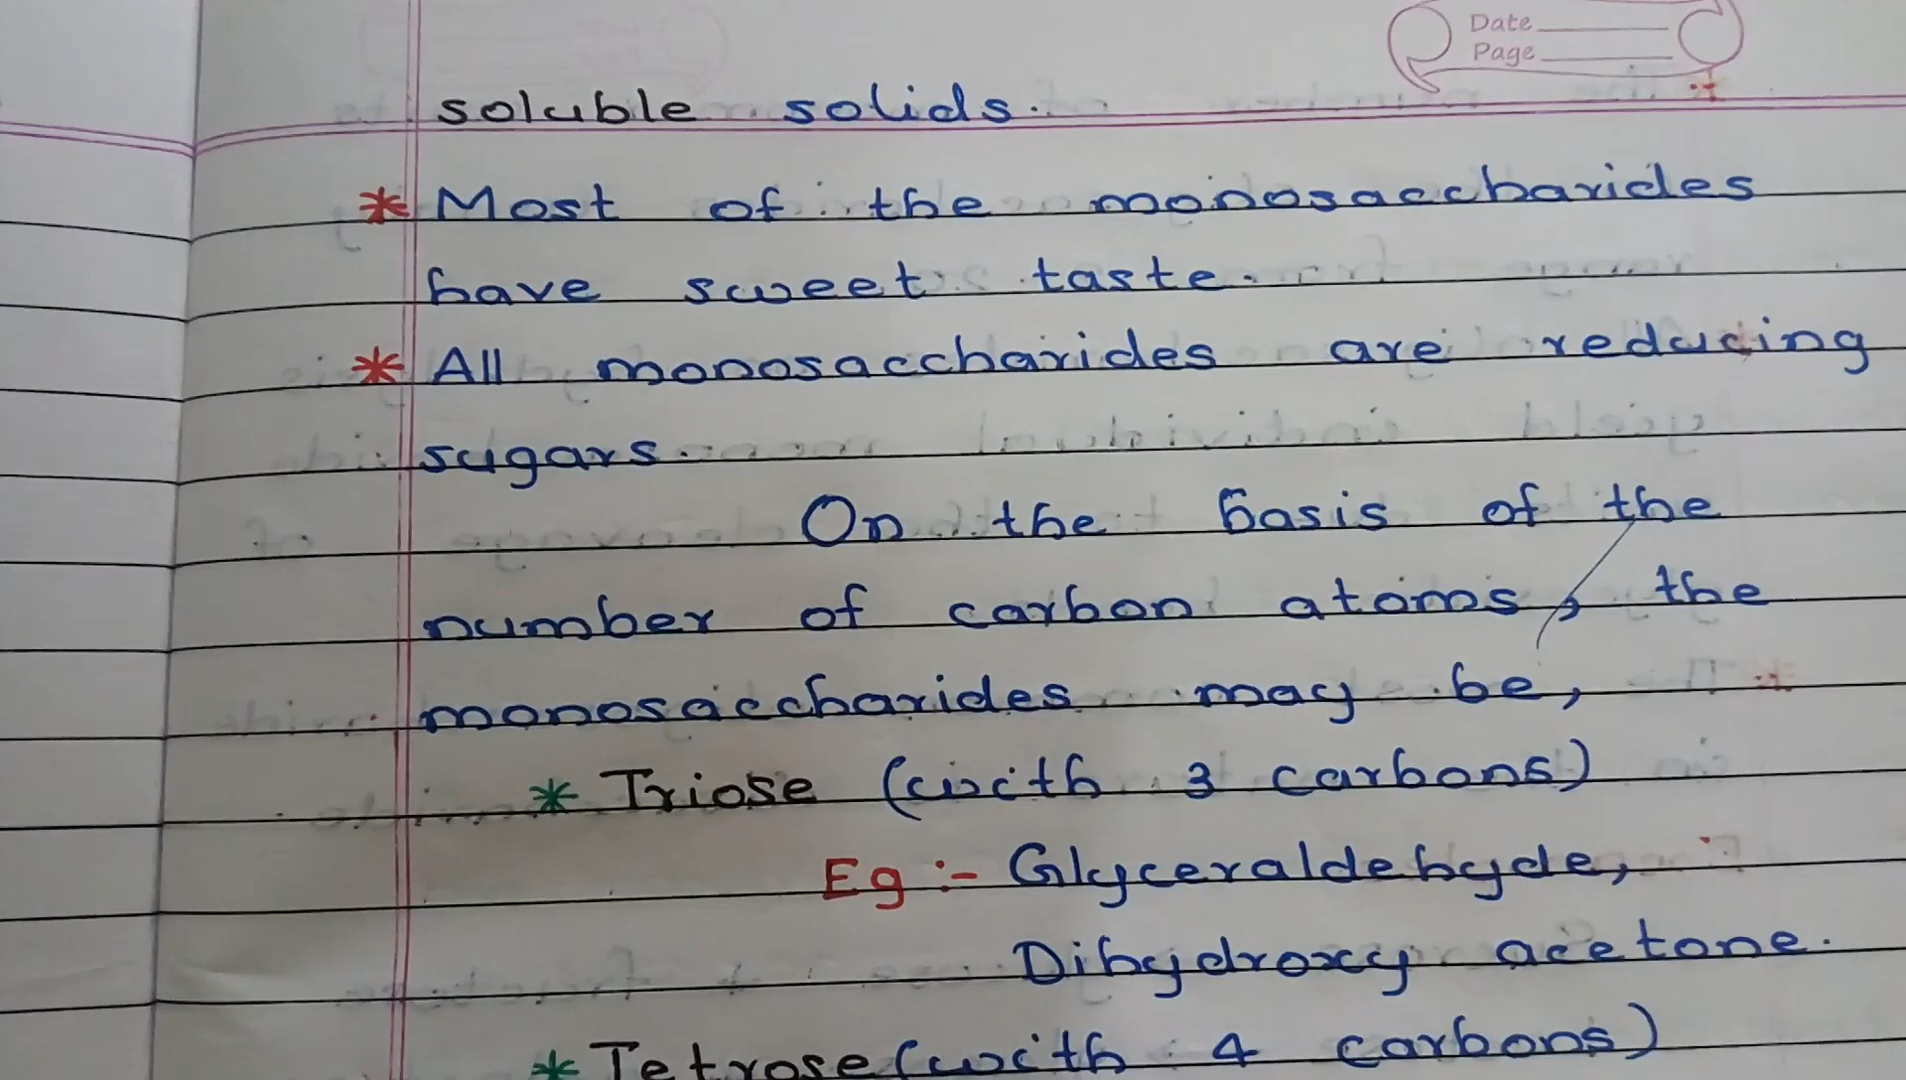 Date
Page
soluble solids.
* Most of the monosaccharides
have sweet taste.
* All monosaccharides are reducing
sugars.
On the basis of the
number of carbon atoms, the
monosaccharides may be,
* Triose (with 3 carbons)
Eg :- Glyceraldehyde,
Dihydroxy acetone.
* Tetrose (with 4 carbons)